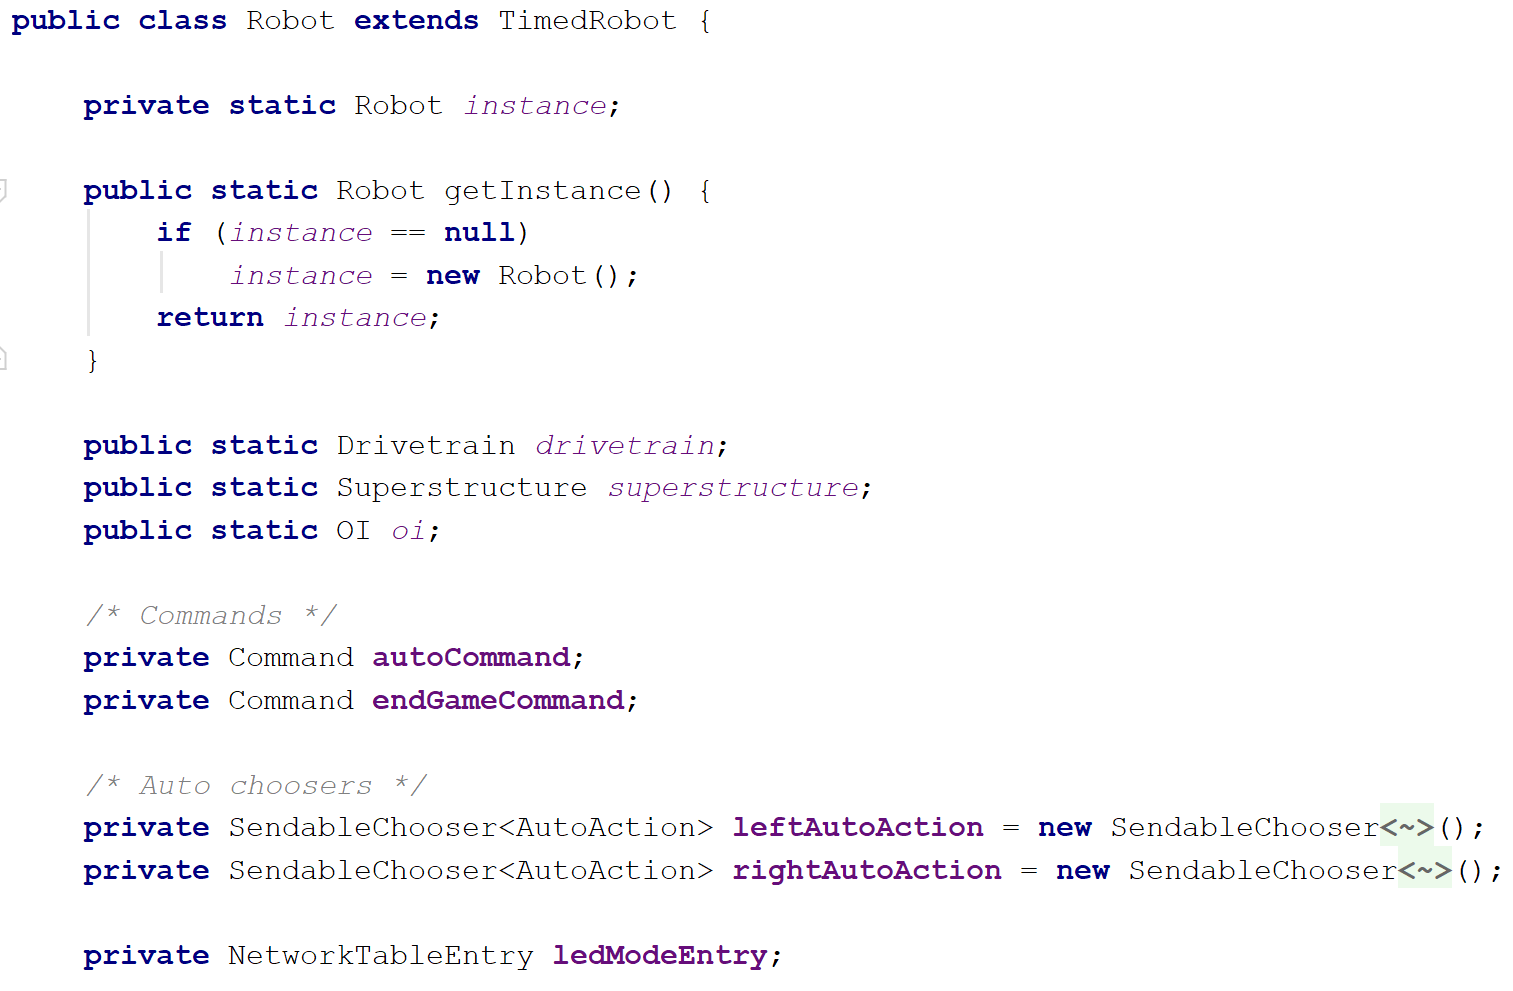 public class Robot extends TimedRobot {
private static Robot instance;
public static Robot getInstance() {
if (instance == null)
instance = new Robot();
return instance;
}
public static Drivetrain drivetrain;
public static Superstructure superstructure;
public static OI oi;
/* Commands */
private Command autoCommand;
private Command endGameCommand;
/* Auto choosers */
private SendableChooser<AutoAction> leftAutoAction = new SendableChooser<~>();
private SendableChooser<AutoAction> rightAutoAction = new SendableChooser<~>();
private NetworkTableEntry ledModeEntry;